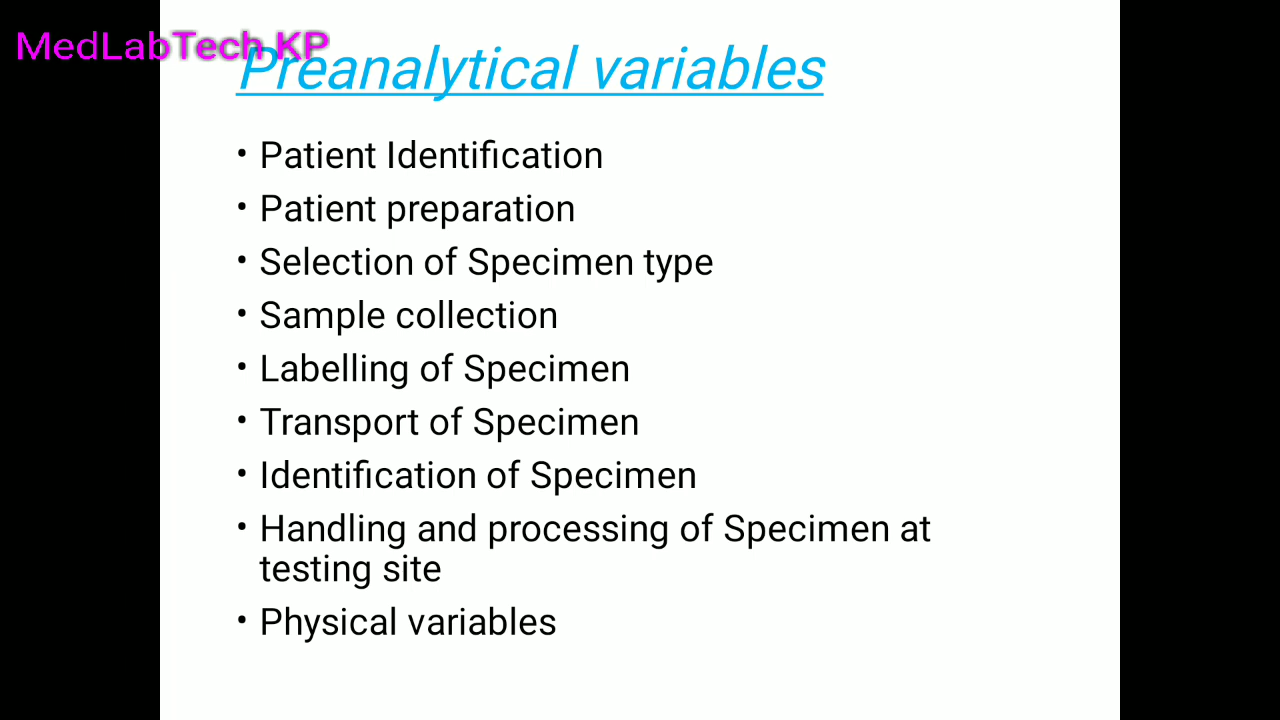 MedLabTech KP
Preanalytical variables
• Patient Identification
• Patient preparation
• Selection of Specimen type
• Sample collection
• Labelling of Specimen
• Transport of Specimen
• Identification of Specimen
• Handling and processing of Specimen at
testing site
• Physical variables